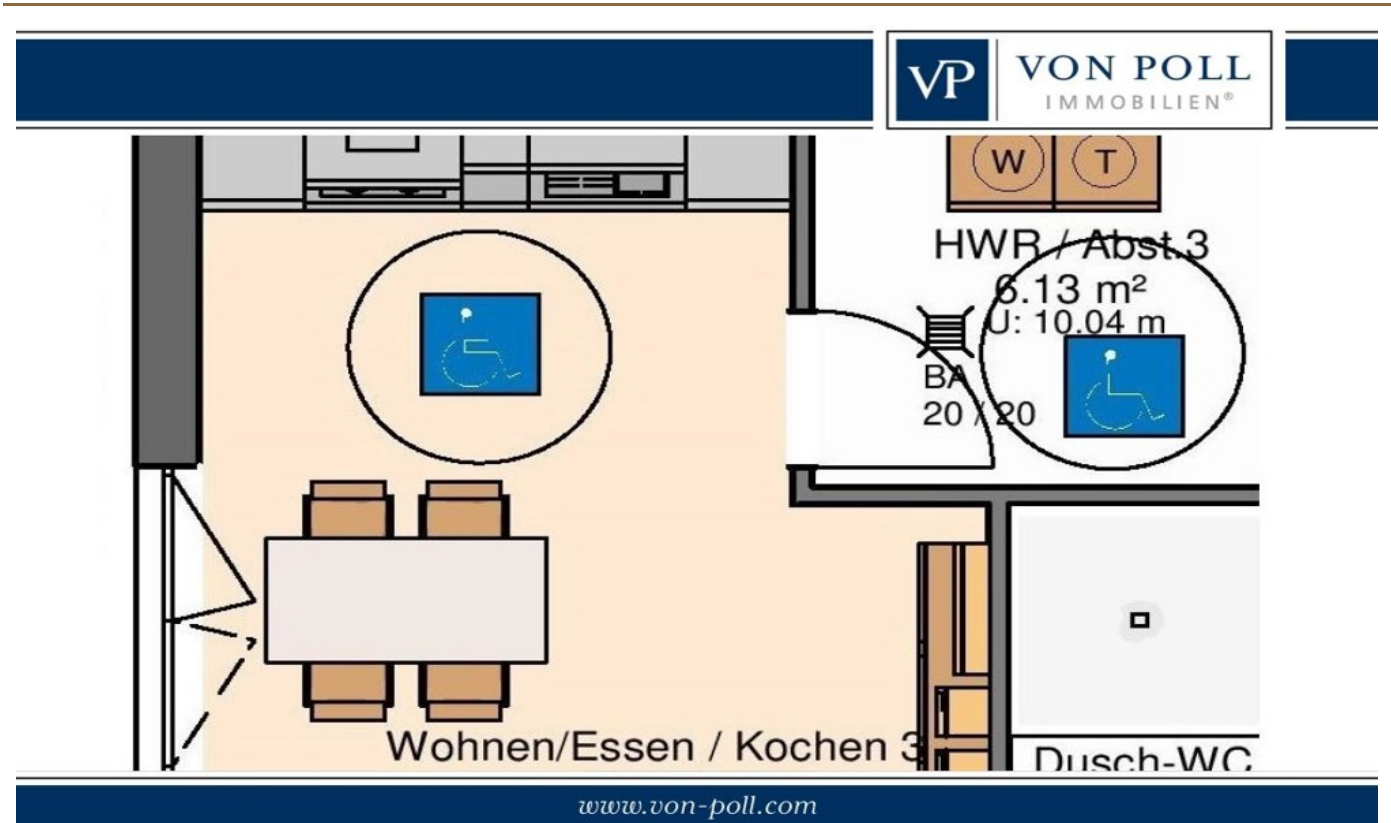 VP VON POLL
IMMOBILIEN®
W T
HWR / Abst.3
6.13 m²
U: 10.04 m
BA
20 / 20
Wohnen/Essen / Kochen 3
Dusch-WC
www.von-poll.com